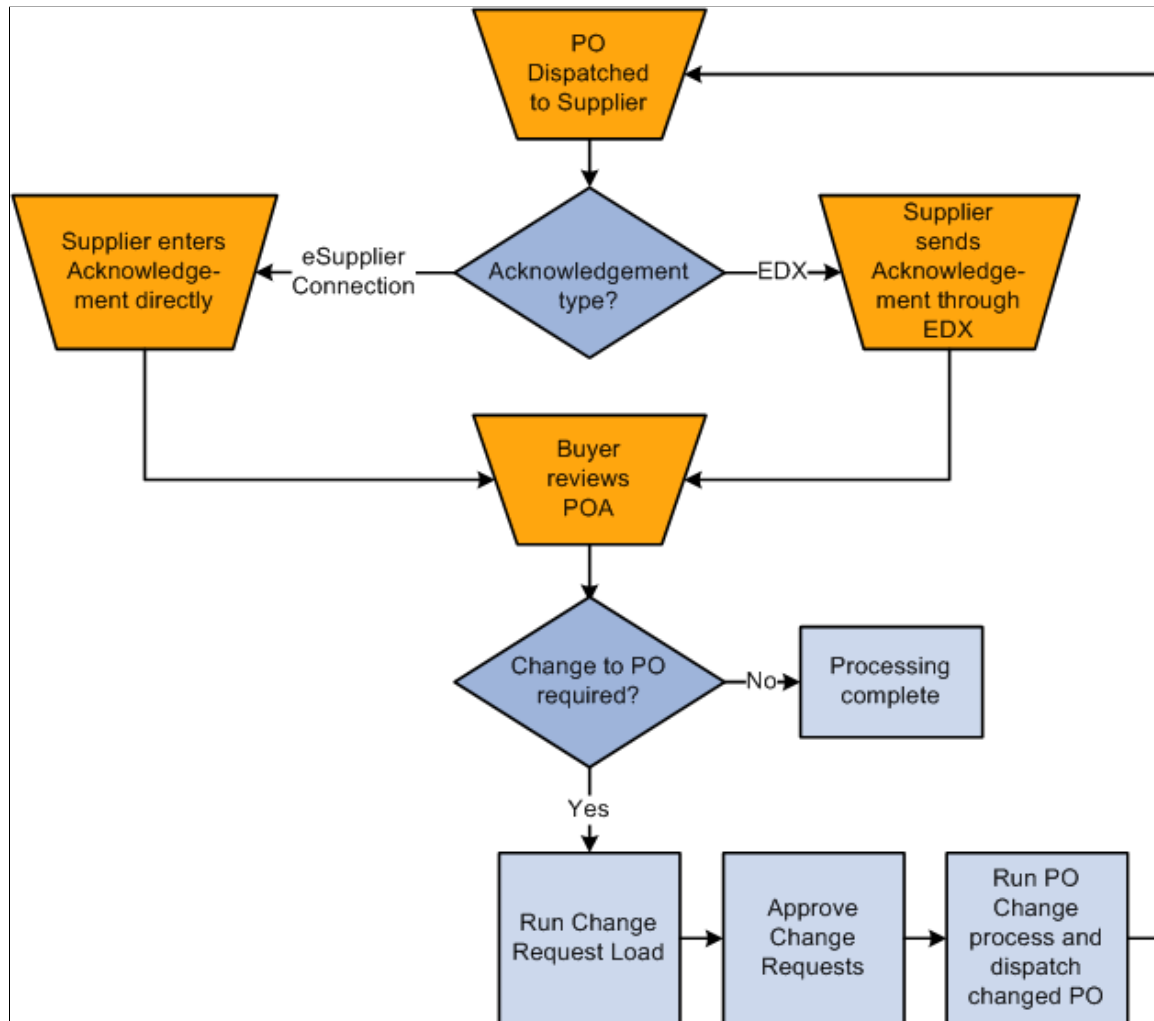 PO
Dispatched
to Supplier
Supplier enters
Acknowledge-
ment directly
eSupplier
Connection
Acknowledgement
type?
EDX
Supplier
sends
Acknowledge-
ment through
EDX
Buyer
reviews
POA
Change to PO
required?
No
Processing
complete
Yes
Run Change
Request Load
Approve
Change
Requests
Run PO
Change
process and
dispatch
changed PO